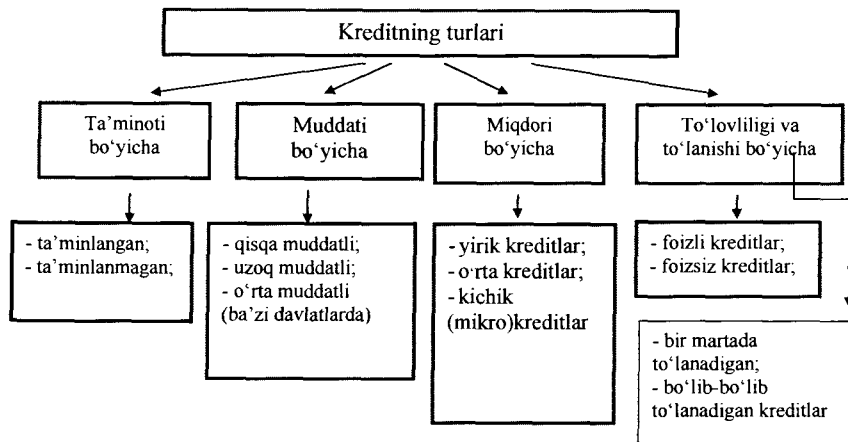 Kreditning turlari
Ta’minoti
bo‘yicha
Muddati
bo‘yicha
Miqdori
bo‘yicha
To‘lovliligi va
to‘lanishi bo‘yicha
- ta’minlangan;
- ta’minlanmagan;
- qisqa muddatli;
- uzoq muddatli;
- o‘rta muddatli
(ba’zi davlatlarda)
- yirik kreditlar;
- o‘rta kreditlar;
- kichik
(mikro)kreditlar
- foizli kreditlar;
- foizsiz kreditlar;
- bir martada
to‘lanadigan;
- bo‘lib-bo‘lib
to‘lanadigan kreditlar